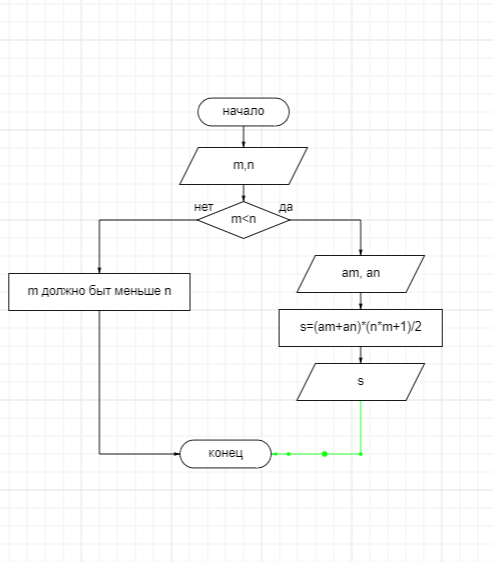 начало
m,n
нет
да
m<n
am, an
m должно быт меньше n
s=(am+an)*(n*m+1)/2
s
конец